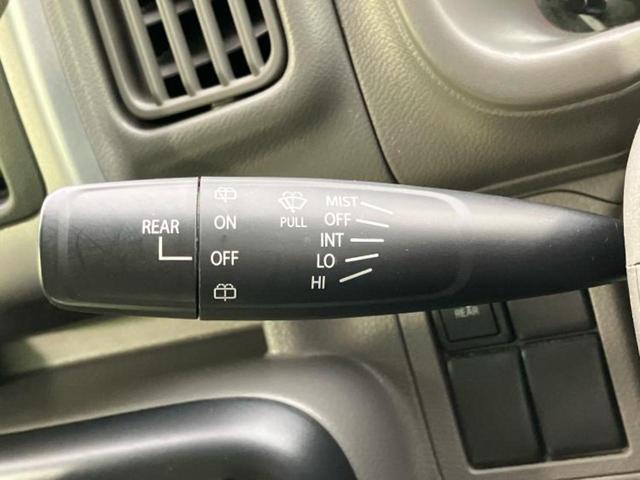 REAR
ON
OFF
PULL
MIST
OFF
INT
LO
HI
REAR